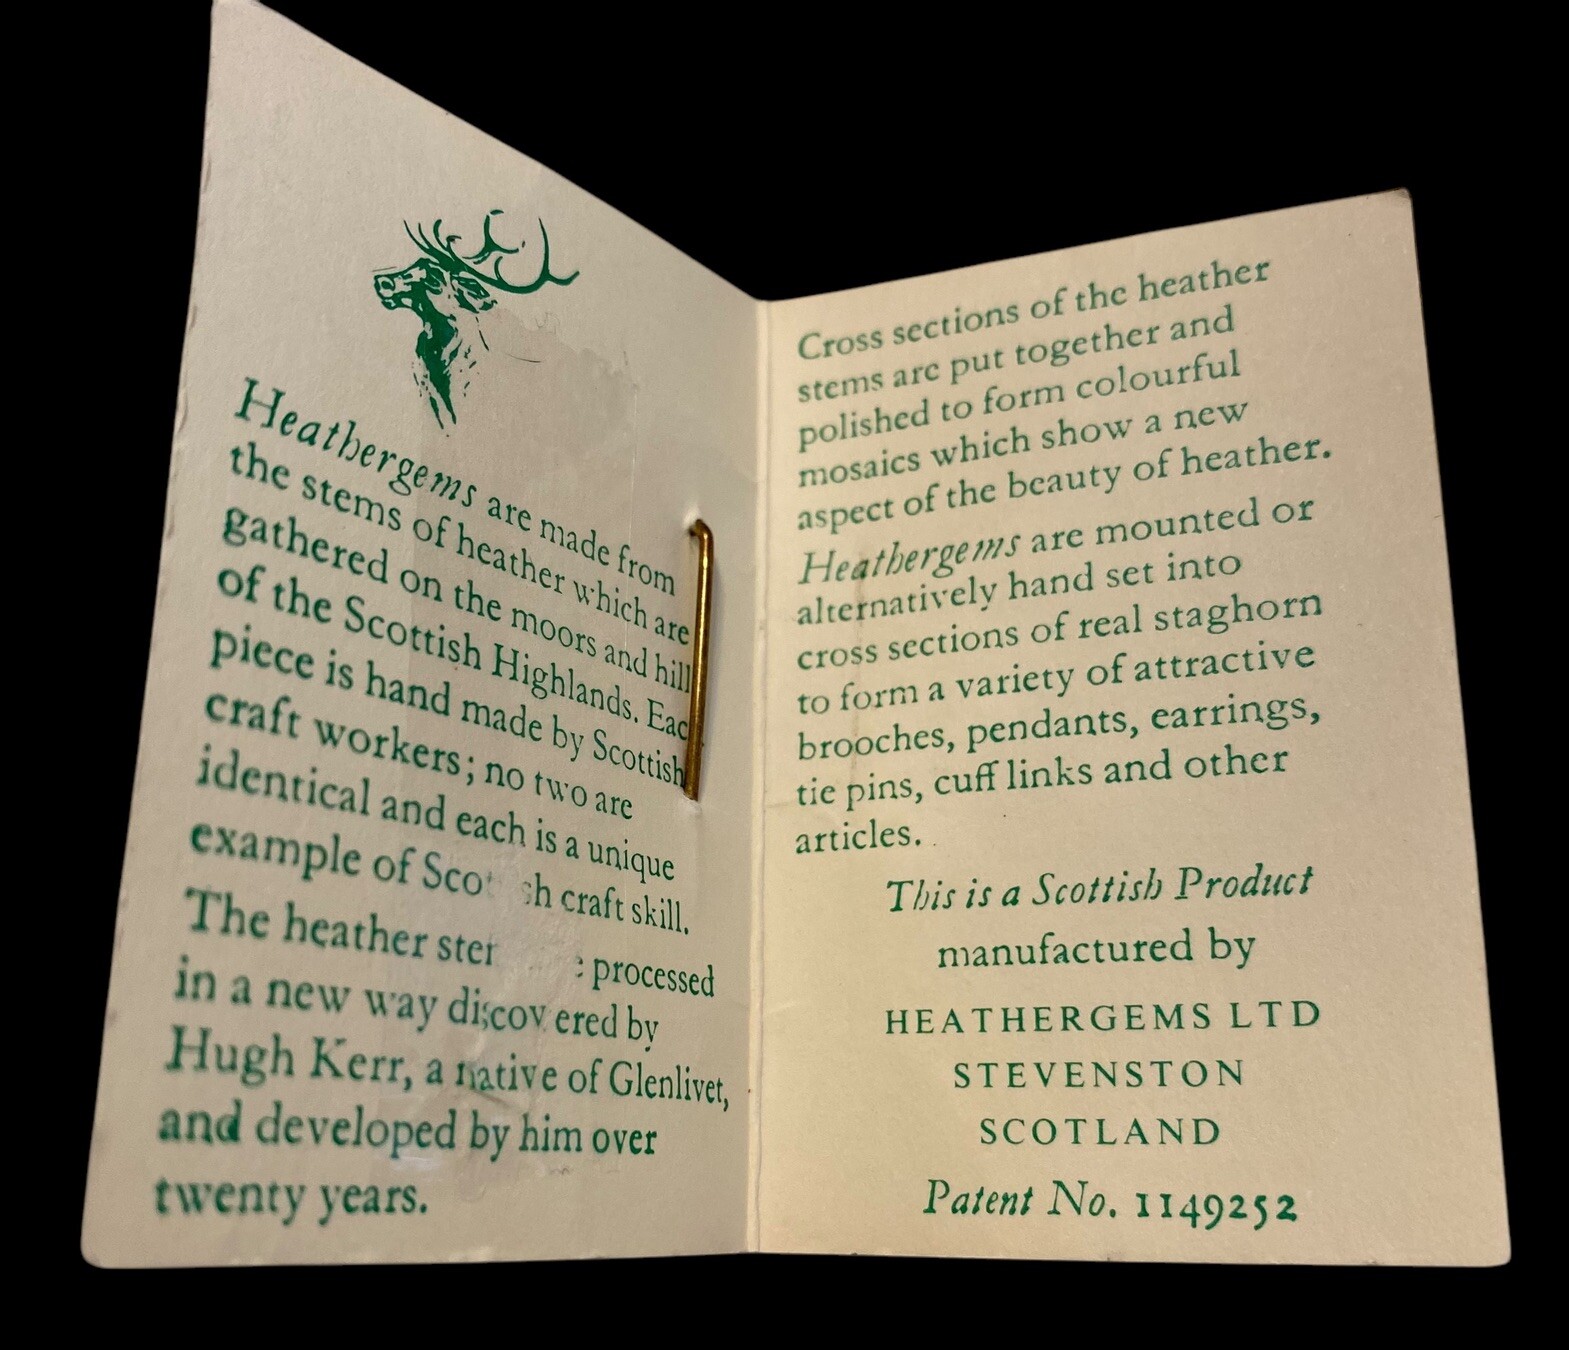 Heathergems are made from
the stems of heather which are
gathered on the moors and hill
of the Scottish Highlands. Eac
piece is hand made by Scottish
craft workers; no two are
identical and each is a unique
example of craft skill.
The heather processed
in a new way discovered by
Hugh Kerr, a native of Glenlivet,
and developed by him over
twenty years.
Cross sections of the heather
stems are put together and
polished to form colourful
mosaics which show a new
aspect of the beauty of heather.
Heathergems are mounted or
alternatively hand set into
cross sections of real staghorn
to form a variety of attractive
brooches, pendants, earrings,
tie pins, cuff links and other
articles.
This is a Scottish Product
manufactured by
HEATHERGEMS LTD
STEVENSTON
SCOTLAND
Patent No. 1149252